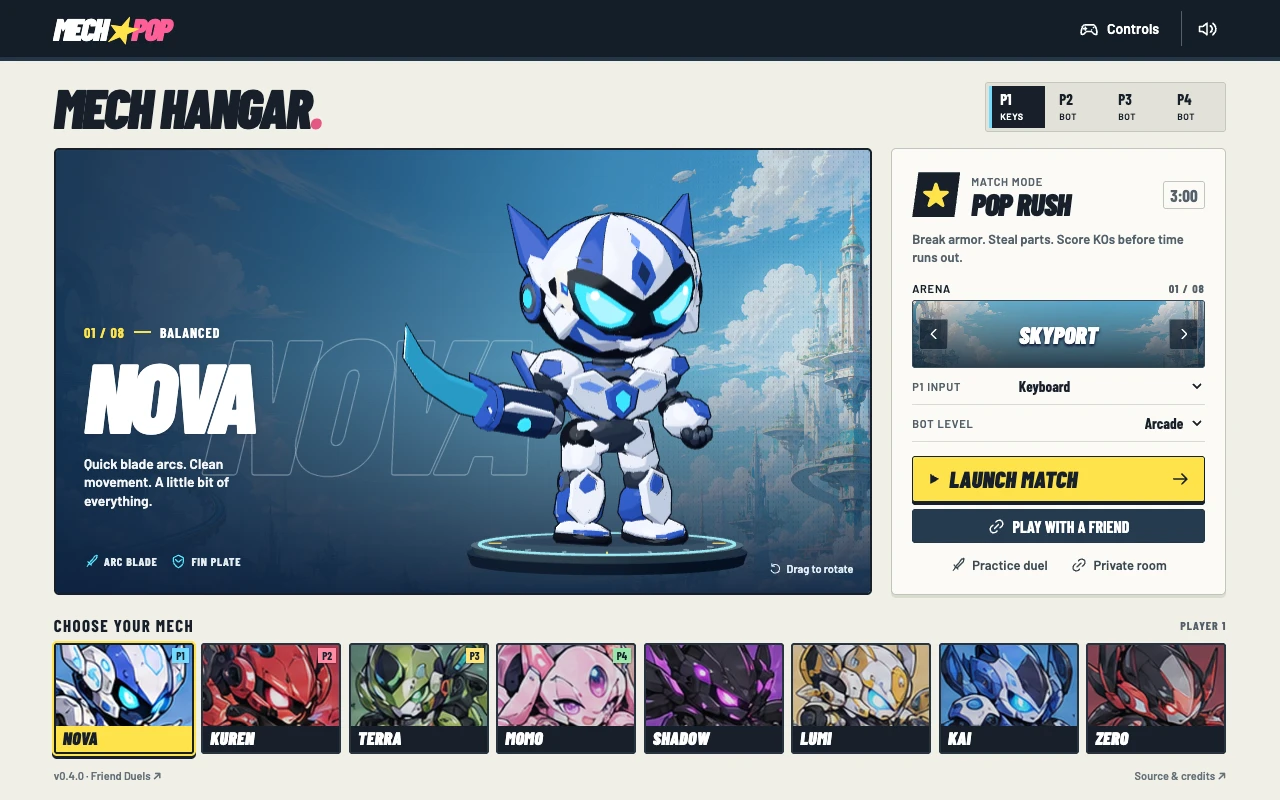 MECH POP
Controls
MECH HANGAR.
P1
KEYS
P2
BOT
P3
BOT
P4
BOT
01 / 08 — BALANCED
NOVA
NOVA
Quick blade arcs. Clean
movement. A little bit of
everything.
ARC BLADE
FIN PLATE
Drag to rotate
MATCH MODE
POP RUSH
3:00
Break armor. Steal parts. Score KOs before time
runs out.
ARENA
01 / 08
SKYPORT
P1 INPUT
Keyboard
BOT LEVEL
Arcade
LAUNCH MATCH
PLAY WITH A FRIEND
Practice duel
Private room
CHOOSE YOUR MECH
PLAYER 1
P1
NOVA
P2
KUREN
P3
TERRA
P4
MOMO
SHADOW
LUMI
KAI
ZERO
v0.4.0 · Friend Duels ↗
Source & credits ↗